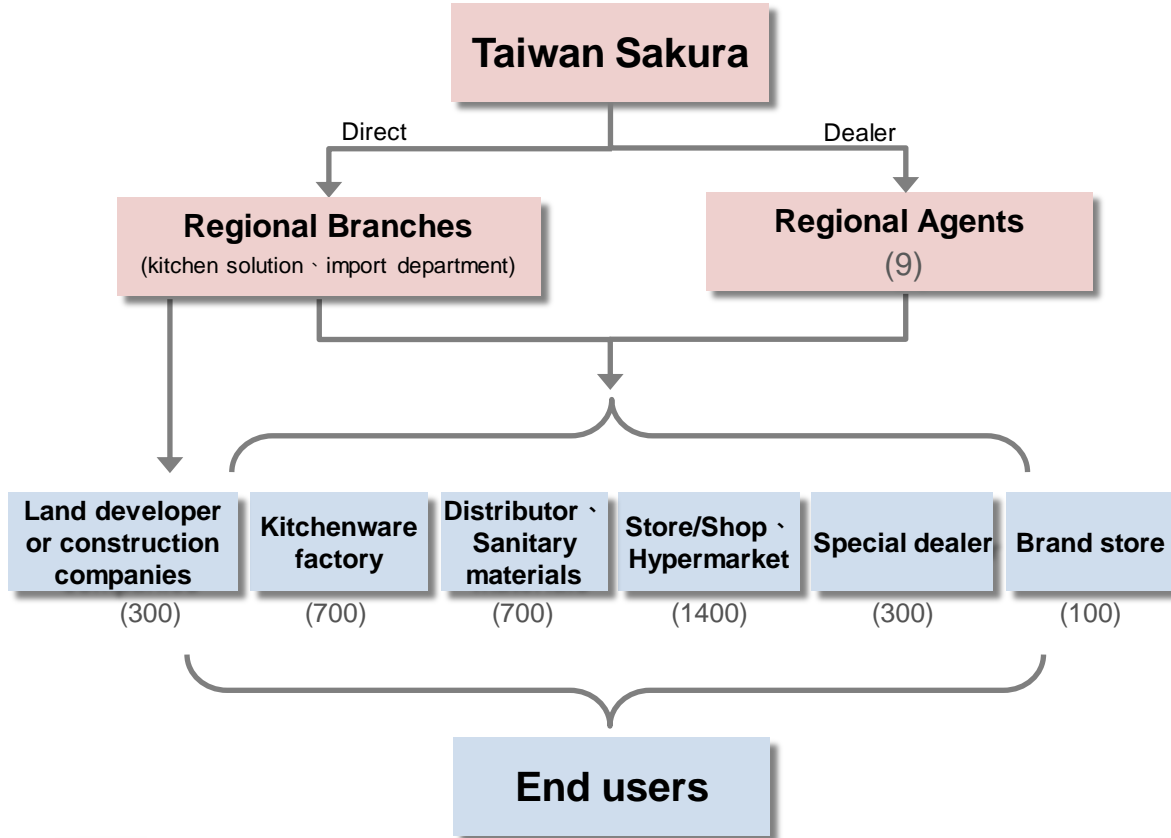 Taiwan Sakura
Direct
Dealer
Regional Branches
(kitchen solution、import department)
Regional Agents
(9)
Land developer
or construction
companies
(300)
Kitchenware
factory
(700)
Distributor、
Sanitary
materials
(700)
Store/Shop、
Hypermarket
(1400)
Special dealer
(300)
Brand store
(100)
End users